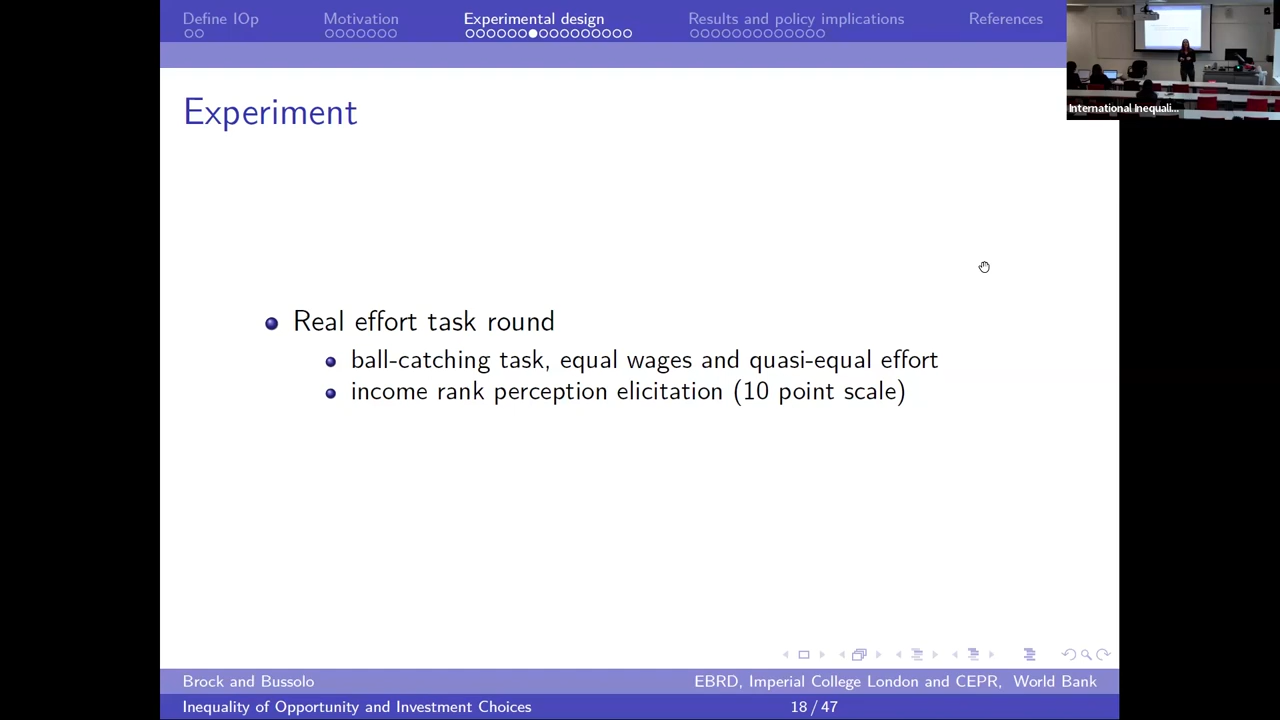 Define IOp Motivation Experimental design Results and policy implications References
International Inequali...
Experiment
Real effort task round
ball-catching task, equal wages and quasi-equal effort
income rank perception elicitation (10 point scale)
Brock and Bussolo EBRD, Imperial College London and CEPR, World Bank
Inequality of Opportunity and Investment Choices 18 / 47